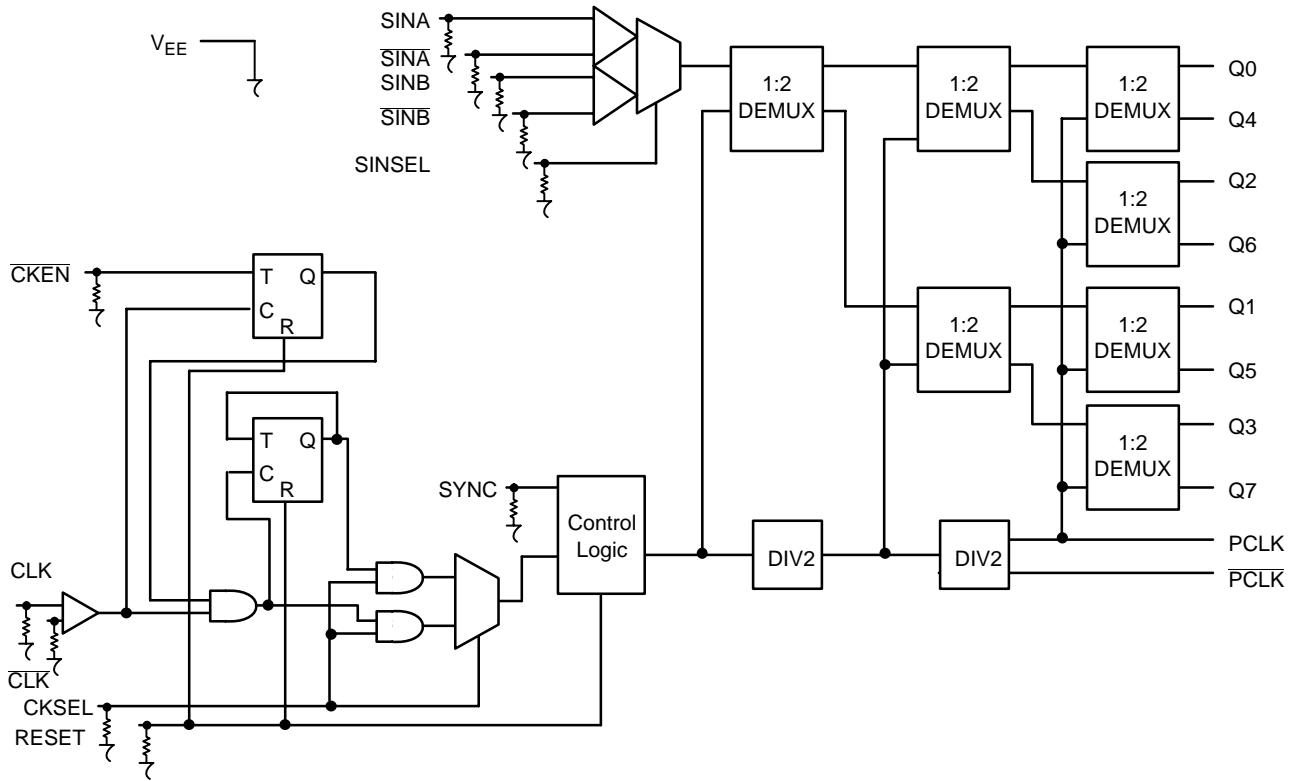 SINA
VEE
SINA
SINB
SINB
SINSEL
1:2
DEMUX
1:2
DEMUX
1:2
DEMUX
Q0
Q4
1:2
DEMUX
Q2
Q6
CKEN
T Q
C
R
1:2
DEMUX
1:2
DEMUX
Q1
Q5
T Q
C
R
1:2
DEMUX
Q3
Q7
SYNC
Control
Logic
DIV2
DIV2
PCLK
PCLK
CLK
CLK
CKSEL
RESET